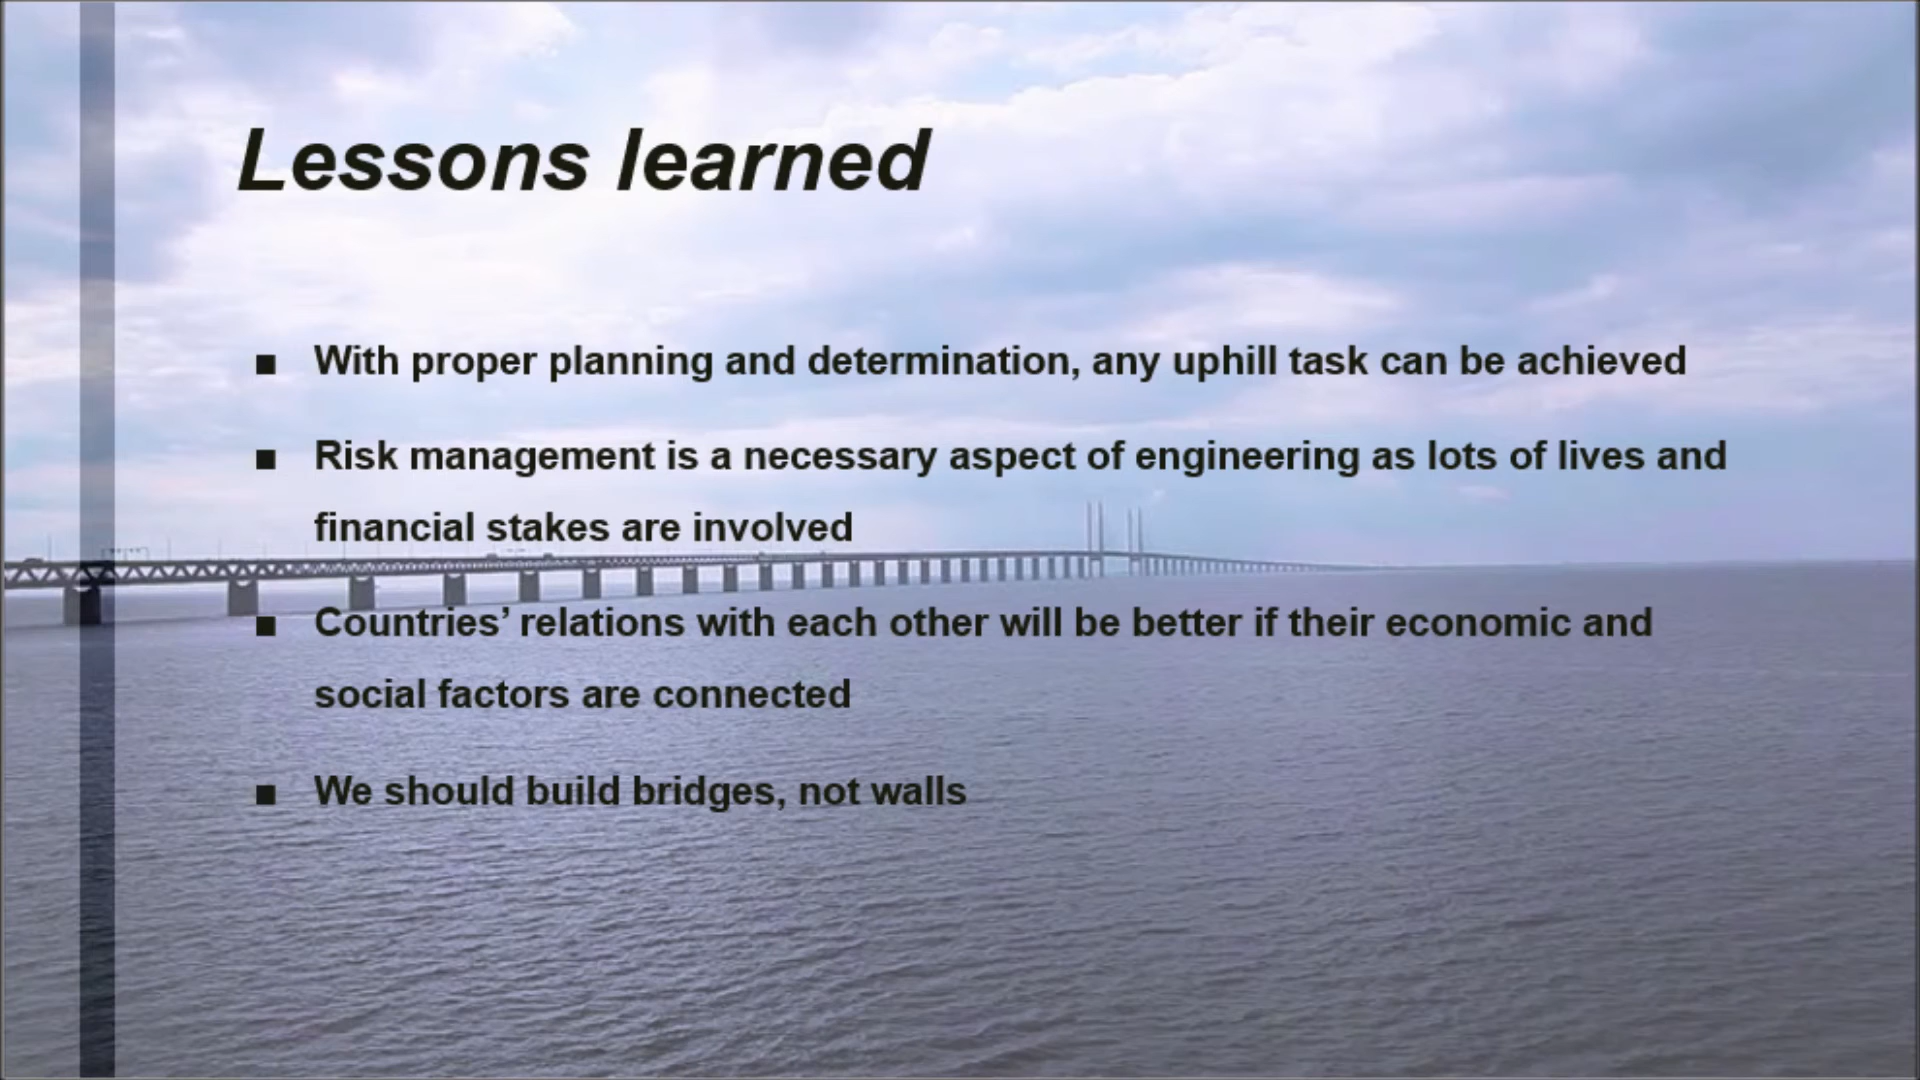 Lessons learned
■ With proper planning and determination, any uphill task can be achieved
■ Risk management is a necessary aspect of engineering as lots of lives and
financial stakes are involved
■ Countries’ relations with each other will be better if their economic and
social factors are connected
■ We should build bridges, not walls